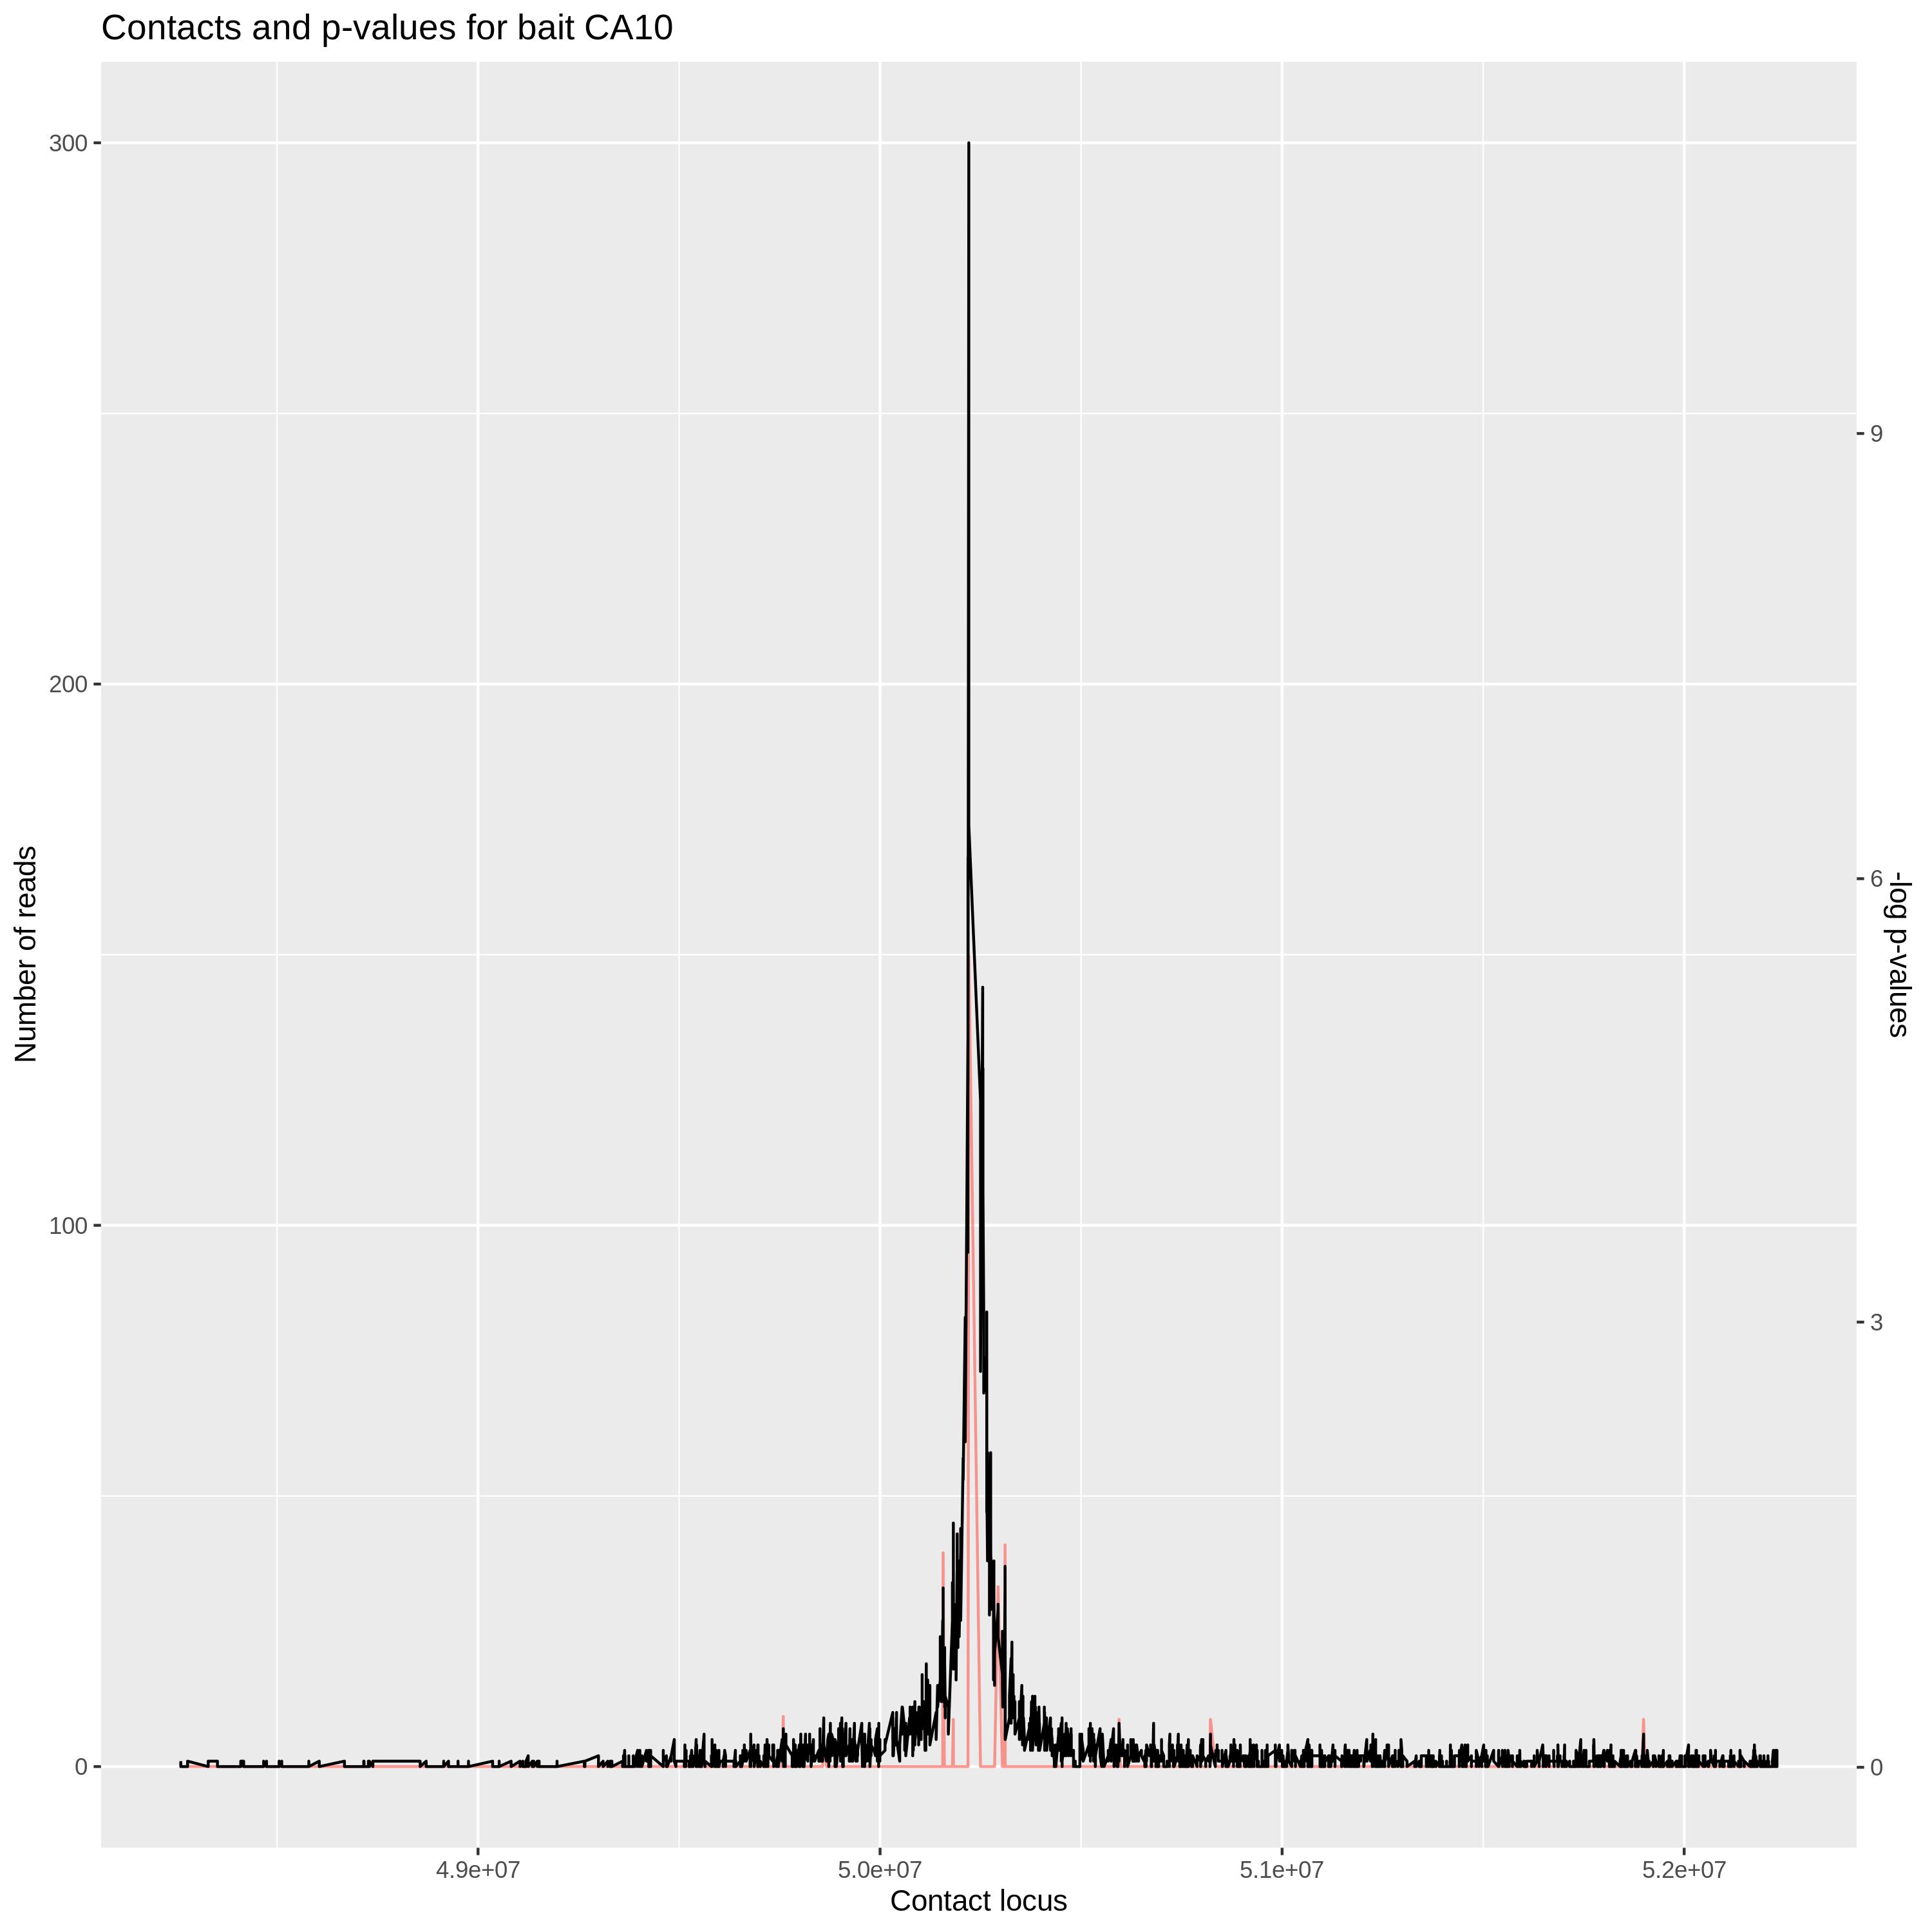 Contacts and p-values for bait CA10
300
200
100
0
Number of reads
9
6
3
0
-log p-values
4.9e+07
5.0e+07
5.1e+07
5.2e+07
Contact locus